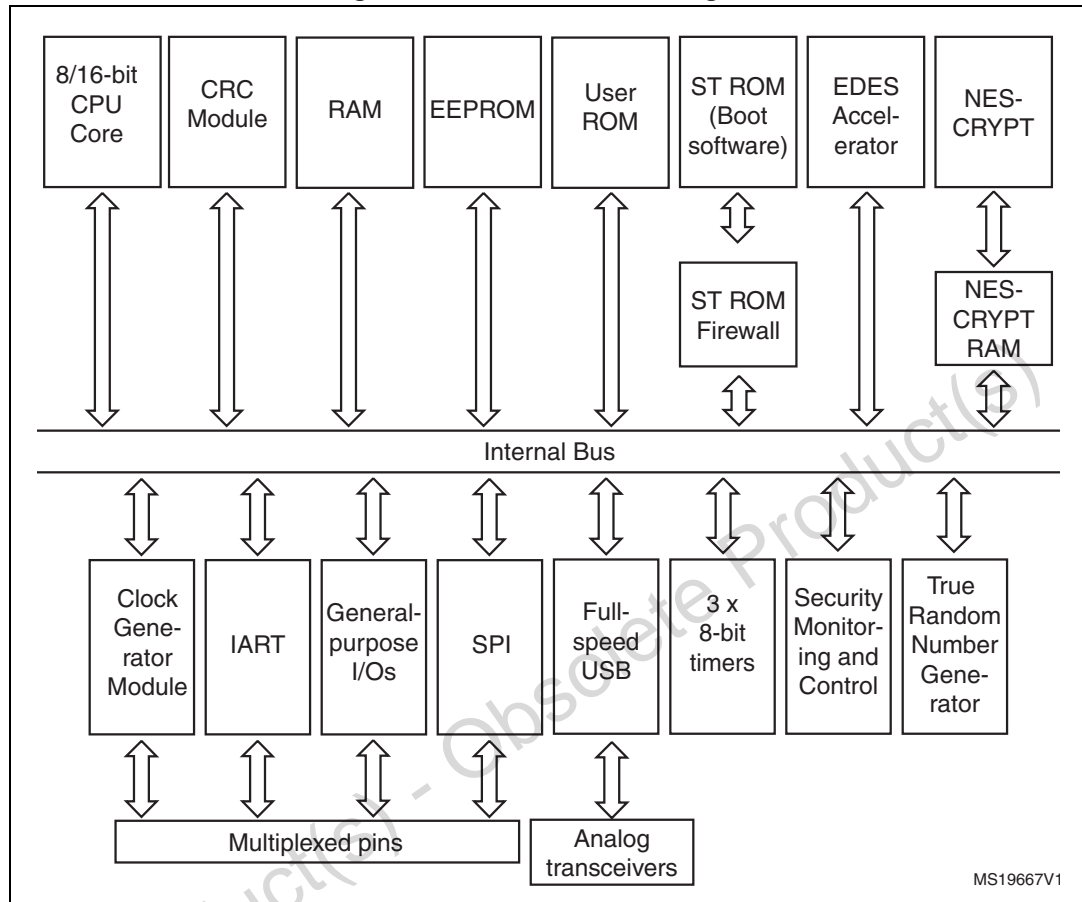 8/16-bit
CPU
Core
CRC
Module
RAM
EEPROM
User
ROM
ST ROM
(Boot
software)
EDES
Accel-
erator
NES-
CRYPT
ST ROM
Firewall
NES-
CRYPT
RAM
Internal Bus
Clock
Gene-
rator
Module
IART
General-
purpose
I/Os
SPI
Full-
speed
USB
3 x
8-bit
timers
Security
Monitor-
ing and
Control
True
Random
Number
Gene-
rator
Multiplexed pins
Analog
transceivers
MS19667V1
uct(s) - Obsolete Product(s)